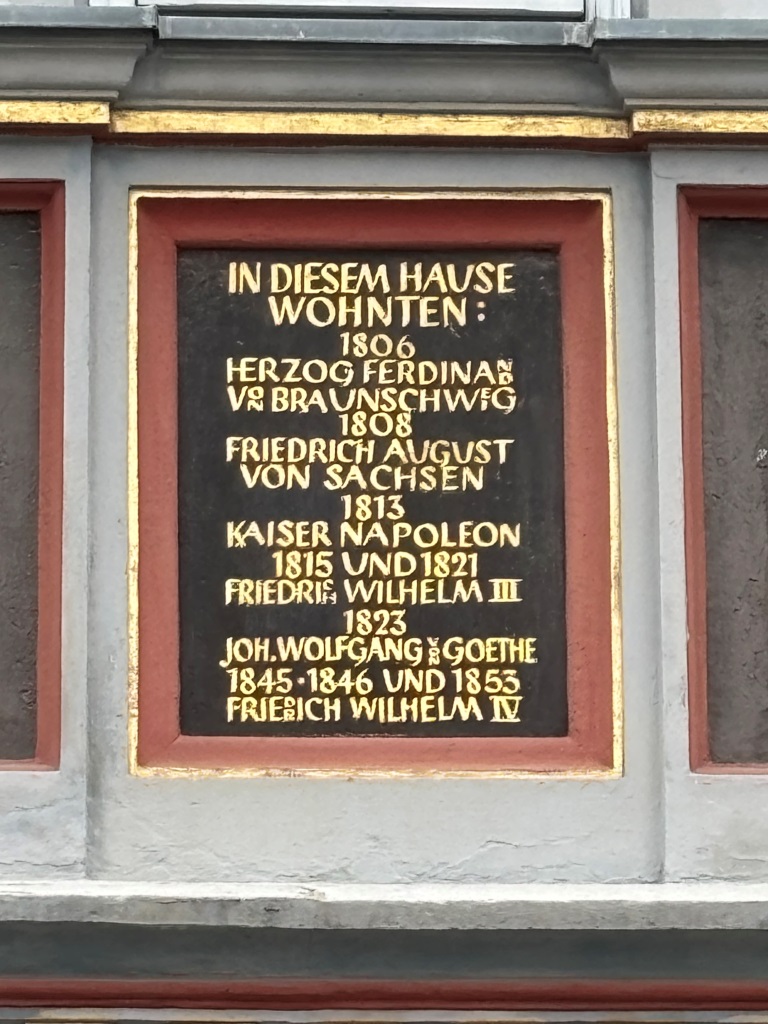 IN DIESEM HAUSE
WOHNTEN:
1806
HERZOG FERDINAND
VON BRAUNSCHWEIG
1808
FRIEDRICH AUGUST
VON SACHSEN
1813
KAISER NAPOLEON
1815 UND 1821
FRIEDRICH WILHELM III
1823
JOH. WOLFGANG VON GOETHE
1845·1846 UND 1853
FRIEDRICH WILHELM IV